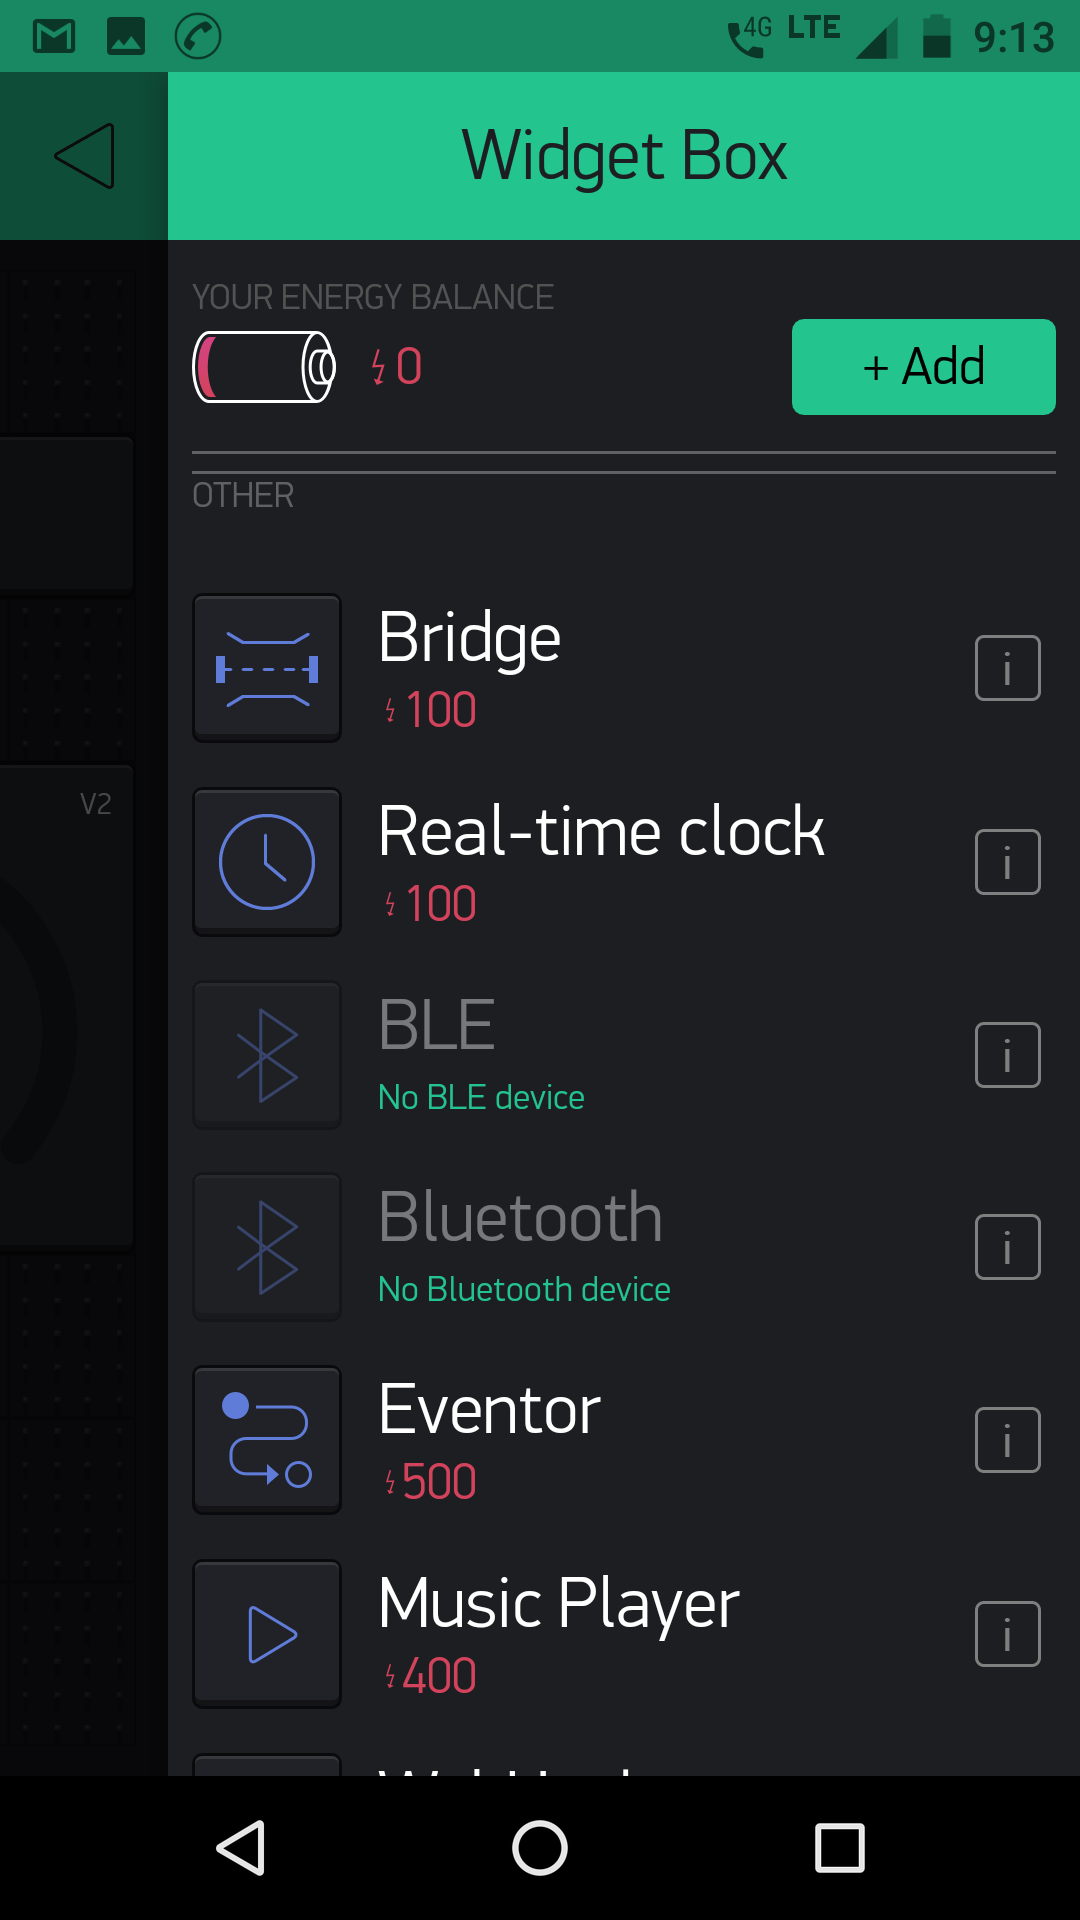 4G LTE 9:13
Widget Box
YOUR ENERGY BALANCE
0
+ Add
OTHER
Bridge
100
i
Real-time clock
100
i
V2
BLE
No BLE device
i
Bluetooth
No Bluetooth device
i
Eventor
500
i
Music Player
400
i